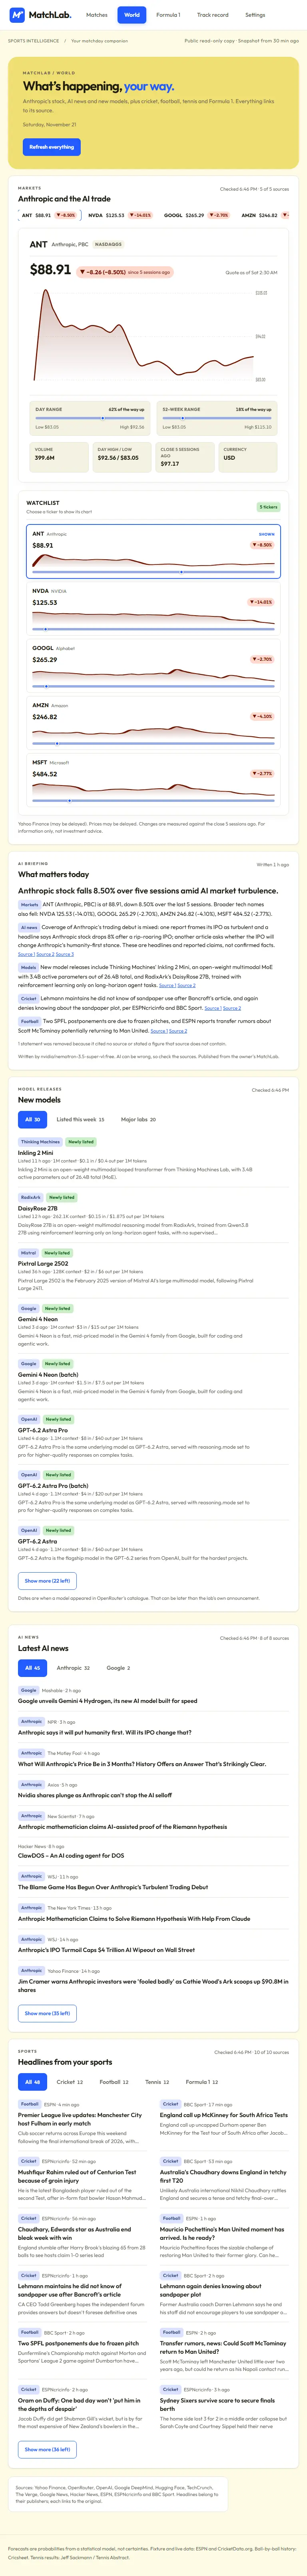 MatchLab.
Matches World Formula 1 Track record Settings
SPORTS INTELLIGENCE / Your matchday companion
Public read-only copy · Snapshot from 30 min ago
MATCHLAB / WORLD
What's happening, your way.
Anthropic's stock, AI news and new models, plus cricket, football, tennis and Formula 1. Everything links
to its source.
Saturday, November 21
Refresh everything
MARKETS
Anthropic and the AI trade
Checked 6:46 PM · 5 of 5 sources
ANT $88.91 ▼ -8.50% NVDA $125.53 ▼ -14.01% GOOGL $265.29 ▼ -2.70% AMZN $246.82
ANT Anthropic, PBC NASDAQGS
$88.91 ▼ -8.26 (-8.50%) since 5 sessions ago
Quote as of Sat 2:30 AM
DAY RANGE 62% of the way up
Low $83.05 High $92.56
52-WEEK RANGE 18% of the way up
Low $83.05
VOLUME
399.6M
DAY HIGH / LOW
$92.56 / $83.05
CLOSE 5 SESSIONS
AGO
$97.17
CURRENCY
USD
WATCHLIST
Choose a ticker to show its chart
5 tickers
ANT Anthropic SHOWN
$88.91 ▼ -8.50%
NVDA NVIDIA
$125.53 ▼ -14.01%
GOOGL Alphabet
$265.29 ▼ -2.70%
AMZN Amazon
$246.82 ▼ -4.10%
MSFT Microsoft
$484.52 ▼ -2.77%
Yahoo Finance (may be delayed). Prices may be delayed. Changes are measured against the close 5 sessions ago. For
information only, not investment advice.
AI BRIEFING
What matters today
Written 1 h ago
Anthropic stock falls 8.50% over five sessions amid AI market turbulence.
Markets ANT (Anthropic, PBC) is at 88.91, down 8.50% over the last 5 sessions. Broader tech names
also fell: NVDA 125.53 (-14.01%), GOOGL 265.29 (-2.70%), AMZN 246.82 (-4.10%), MSFT 484.52 (-2.77%).
AI news Coverage of Anthropic's trading debut is mixed: one report frames its IPO as turbulent and
Source 1 Source 2 Source 3
Models New model releases include Thinking Machines' Inkling 2 Mini, an open-weight multimodal MoE
with 3.4B active parameters out of 26.4B total, and RadixArk's DaisyRose 27B, trained with
reinforcement learning only on long-horizon agent tasks. Source 1 Source 2
Cricket Lehmann maintains he did not know of sandpaper use after Bancroft's article, and again
denies knowing about the sandpaper plot, per ESPNcricinfo and BBC Sport. Source 1 Source 2
Football Two SPFL postponements are due to frozen pitches, and ESPN reports transfer rumors about
Scott McTominay potentially returning to Man United. Source 1 Source 2
1 statement was removed because it cited no source or stated a figure that sources does not contain.
MODEL RELEASES
New models
Checked 6:46 PM
All 30 Listed this week 15 Major labs 20
Thinking Machines Newly listed
Inkling 2 Mini
Listed 11 h ago · 1M context · $0.1 in / $0.4 out per 1M tokens
Inkling 2 Mini is an open-weight multimodal looped transformer from Thinking Machines Lab, with 3.4B
active parameters out of 26.4B total (MoE).
RadixArk Newly listed
DaisyRose 27B
Listed 12 h ago · 262.1K context · $0.15 in / $1.875 out per 1M tokens
DaisyRose 27B is an open-weight multimodal reasoning model from RadixArk, trained from Qwen3.8
27B using reinforcement learning only on long-horizon agent tasks, with no supervised...
Mistral Newly listed
Pixtral Large 2502
Listed 36 h ago · 128K context · $2 in / $6 out per 1M tokens
Pixtral Large 2502 is the February 2025 version of Mistral AI's large multimodal model, following Pixtral
Large 2411.
Google Newly listed
Gemini 4 Neon
Listed 3 d ago · 1M context · $3 in / $15 out per 1M tokens
Gemini 4 Neon is a fast, mid-priced model in the Gemini 4 family from Google, built for coding and
agentic work.
Google Newly listed
Gemini 4 Neon (batch)
Listed 3 d ago · 1M context · $1.5 in / $7.5 out per 1M tokens
Gemini 4 Neon is a fast, mid-priced model in the Gemini 4 family from Google, built for coding and
agentic work.
OpenAI Newly listed
GPT-6.2 Astra Pro
Listed 4 d ago · 1.1M context · $8 in / $40 out per 1M tokens
GPT-6.2 Astra Pro is the same underlying model as GPT-6.2 Astra, served with reasoning mode set to
pro for higher-quality responses on complex tasks.
OpenAI Newly listed
GPT-6.2 Astra Pro (batch)
Listed 4 d ago · 1.1M context · $4 in / $20 out per 1M tokens
GPT-6.2 Astra Pro is the same underlying model as GPT-6.2 Astra, served with reasoning mode set to
pro for higher-quality responses on complex tasks.
OpenAI Newly listed
GPT-6.2 Astra
Listed 4 d ago · 1.1M context · $8 in / $40 out per 1M tokens
GPT-6.2 Astra is the flagship model in the GPT-6.2 series from OpenAI, built for the hardest projects.
Show more (22 left)
Dates are when a model appeared in OpenRouter's catalogue. That can be later than the lab's own announcement.
AI NEWS
Latest AI news
Checked 6:46 PM · 8 of 8 sources
All 45 Anthropic 32 Google 2
Google Mashable · 2 h ago
Google unveils Gemini 4 Hydrogen, its new AI model built for speed
Anthropic NPR · 3 h ago
Anthropic says it will put humanity first. Will its IPO change that?
Anthropic The Motley Fool · 4 h ago
What Will Anthropic's Price Be in 3 Months? History Offers an Answer That's Strikingly Clear.
Anthropic Axios · 5 h ago
Nvidia shares plunge as Anthropic can't stop the AI selloff
Anthropic New Scientist · 7 h ago
Anthropic mathematician claims AI-assisted proof of the Riemann hypothesis
Hacker News · 8 h ago
ClawDOS – An AI coding agent for DOS
Anthropic WSJ · 11 h ago
The Blame Game Has Begun Over Anthropic's Turbulent Trading Debut
Anthropic The New York Times · 13 h ago
Anthropic Mathematician Claims to Solve Riemann Hypothesis With Help From Claude
Anthropic WSJ · 14 h ago
Anthropic's IPO Turmoil Caps $4 Trillion AI Wipeout on Wall Street
Anthropic Yahoo Finance · 14 h ago
Jim Cramer warns Anthropic investors were 'fooled badly' as Cathie Wood's Ark scoops up $90.8M in
shares
Show more (35 left)
SPORTS
Headlines from your sports
Checked 6:46 PM · 10 of 10 sources
All 48 Cricket 12 Football 12 Tennis 12 Formula 1 12
Football ESPN · 4 min ago
Premier League live updates: Manchester City
host Fulham in early match
Club soccer returns across Europe this weekend
following the final international break of 2026, with...
Cricket BBC Sport · 17 min ago
England call up McKinney for South Africa Tests
England call up uncapped Durham opener Ben
McKinney for the Test tour of South Africa after Jacob...
Cricket ESPNcricinfo · 52 min ago
Mushfiqur Rahim ruled out of Centurion Test
because of groin injury
He is the latest Bangladesh player ruled out of the
second Test, after in-form fast bowler Hasan Mahmud...
Cricket BBC Sport · 53 min ago
Australia's Chaudhary downs England in tetchy
first T20
Unlikely Australia international Nikhil Chaudhary rattles
England and secures a tense and tetchy final-over...
Cricket ESPNcricinfo · 56 min ago
Chaudhary, Edwards star as Australia end
bleak week with win
England stumble after Harry Brook's blazing 65 from 28
balls to see hosts claim 1-0 series lead
Football ESPN · 1 h ago
Mauricio Pochettino's Man United moment has
arrived. Is he ready?
Mauricio Pochettino faces the sizable challenge of
restoring Man United to their former glory. Can he...
Cricket ESPNcricinfo · 1 h ago
Lehmann maintains he did not know of
sandpaper use after Bancroft's article
CA CEO Todd Greenberg hopes the independent forum
provides answers but doesn't foresee definitive ones
Cricket BBC Sport · 2 h ago
Lehmann again denies knowing about
sandpaper plot
Former Australia coach Darren Lehmann says he and
his staff did not encourage players to use sandpaper o...
Football BBC Sport · 2 h ago
Two SPFL postponements due to frozen pitch
Dunfermline's Championship match against Morton and
Spartans' League 2 game against Dumbarton have...
Football ESPN · 2 h ago
Transfer rumors, news: Could Scott McTominay
return to Man United?
Scott McTominay left Manchester United little over two
years ago, but could he return as his Napoli contract run...
Cricket ESPNcricinfo · 2 h ago
Oram on Duffy: One bad day won't 'put him in
the depths of despair'
Jacob Duffy did get Shubman Gill's wicket, but is by far
the most expensive of New Zealand's bowlers in the...
Cricket ESPNcricinfo · 3 h ago
Sydney Sixers survive scare to secure finals
berth
The home side lost 3 for 2 in a middle order collapse but
Sarah Coyte and Courtney Sippel held their nerve
Show more (36 left)
Sources: Yahoo Finance, OpenRouter, OpenAI, Google DeepMind, Hugging Face, TechCrunch,
The Verge, Google News, Hacker News, ESPN, ESPNcricinfo and BBC Sport. Headlines belong to
their publishers; each links to the original.
Forecasts are probabilities from a statistical model, not certainties. Fixture and live data: ESPN and CricketData.org. Ball-by-ball history:
Cricsheet. Tennis results: Jeff Sackmann / Tennis Abstract.